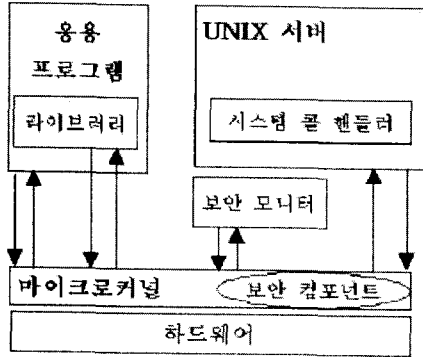 응용
프로그램
라이브러리
UNIX 서버
시스템 콜 핸들러
보안 모니터
마이크로커널
보안 컴포넌트
하드웨어